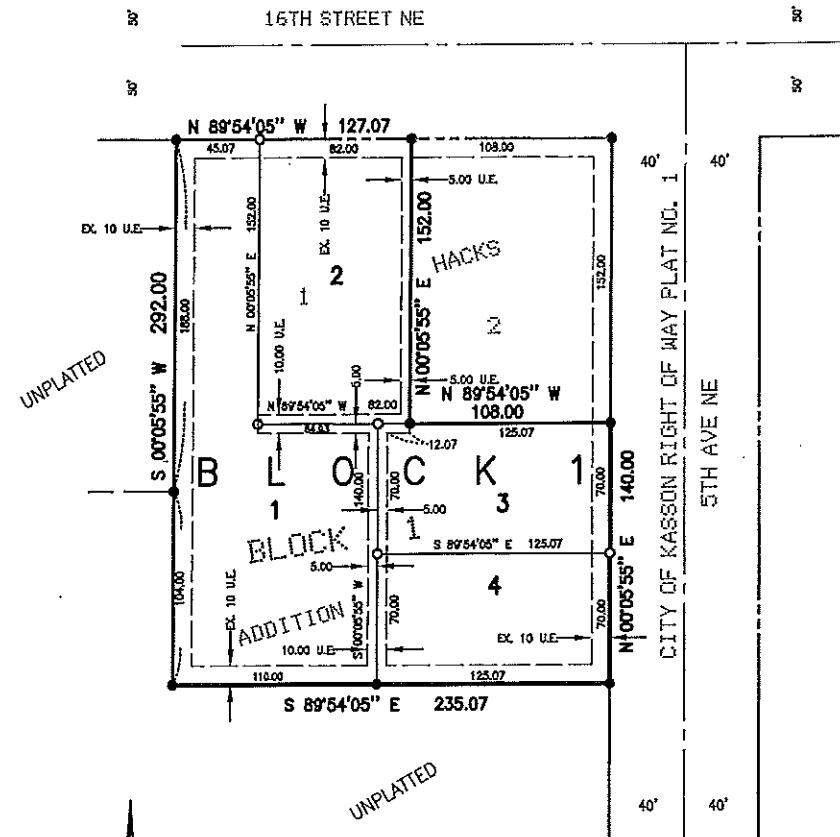 50'
16TH STREET NE
50'
50'
50'
N 89°54'05" W 127.07
45.07
82.00
108.00
40'
40'
5.00 U.E.
EX. 10 U.E.
N 00°05'55" E 152.00
EX. 10 U.E.
N 00°05'55" E 152.00
HACKS
152.00
2
1
2
S 00°05'55" W 292.00
188.00
10.00 U.E.
5.00
5.00 U.E.
UNPLATTED
N 89°54'05" W 82.00
N 89°54'05" W
108.00
125.07
12.07
CITY OF KASSON RIGHT OF WAY PLAT NO. 1
5TH AVE NE
B L O C K 1
1
140.00
70.00
5.00
3
70.00
N 00°05'55" E 140.00
BLOCK 1
S 89°54'05" E 125.07
5.00
4
104.00
EX. 10 U.E.
ADDITION
S 00°05'55" W
70.00
70.00
10.00 U.E.
EX. 10 U.E.
110.00
125.07
S 89°54'05" E 235.07
UNPLATTED
40'
40'